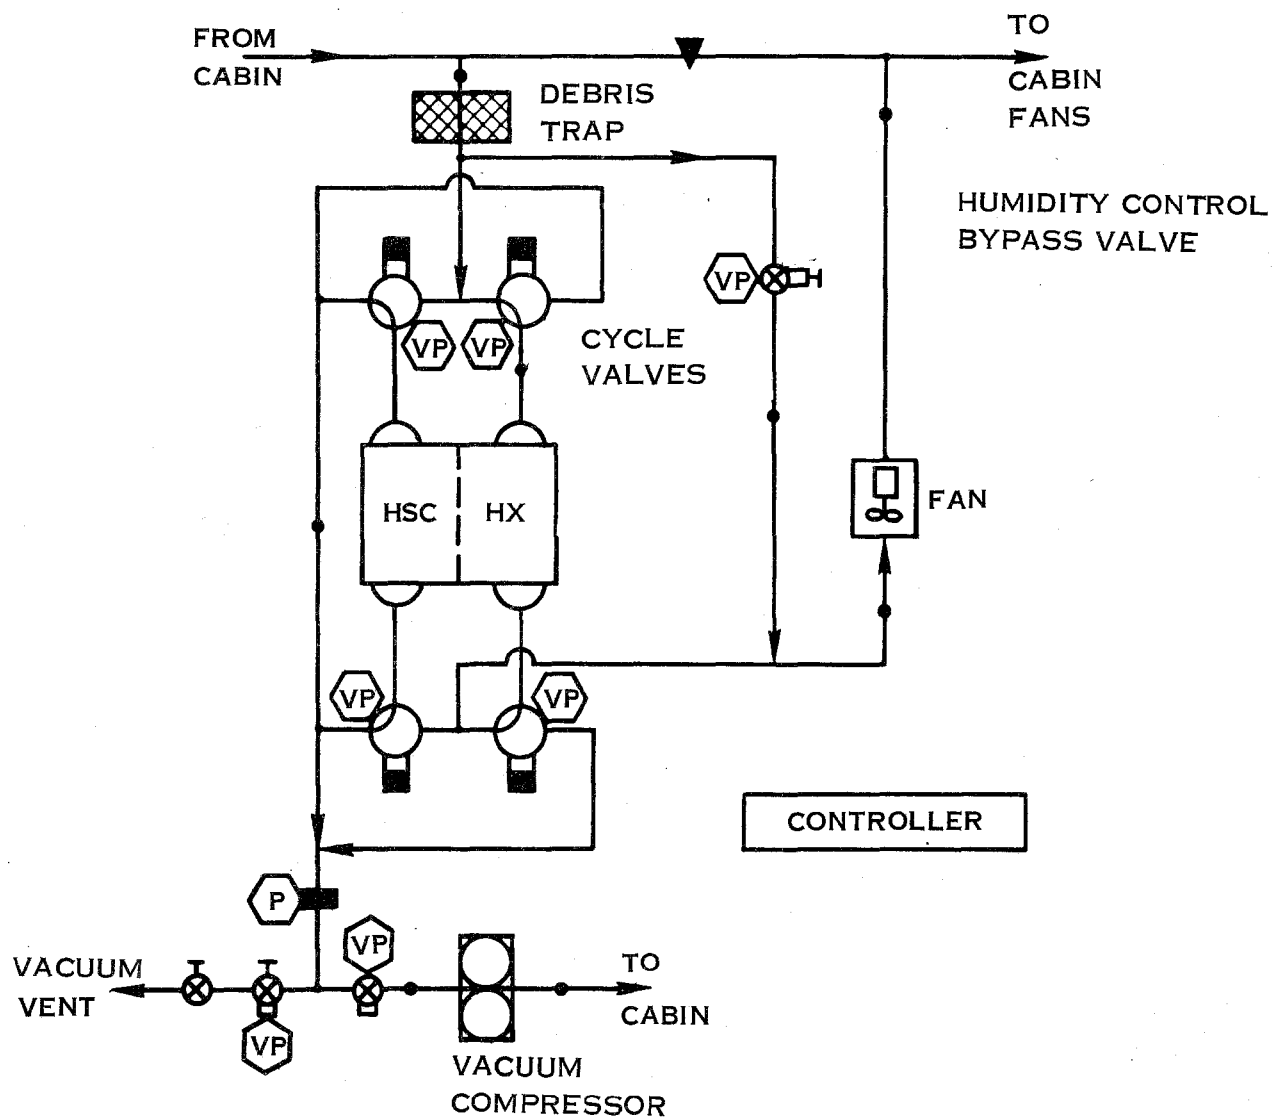 FROM
CABIN
TO
CABIN
FANS
DEBRIS
TRAP
HUMIDITY CONTROL
BYPASS VALVE
VP
VP
VP
CYCLE
VALVES
HSC
HX
FAN
VP
VP
CONTROLLER
P
VP
VACUUM
VENT
TO
CABIN
VP
VACUUM
COMPRESSOR